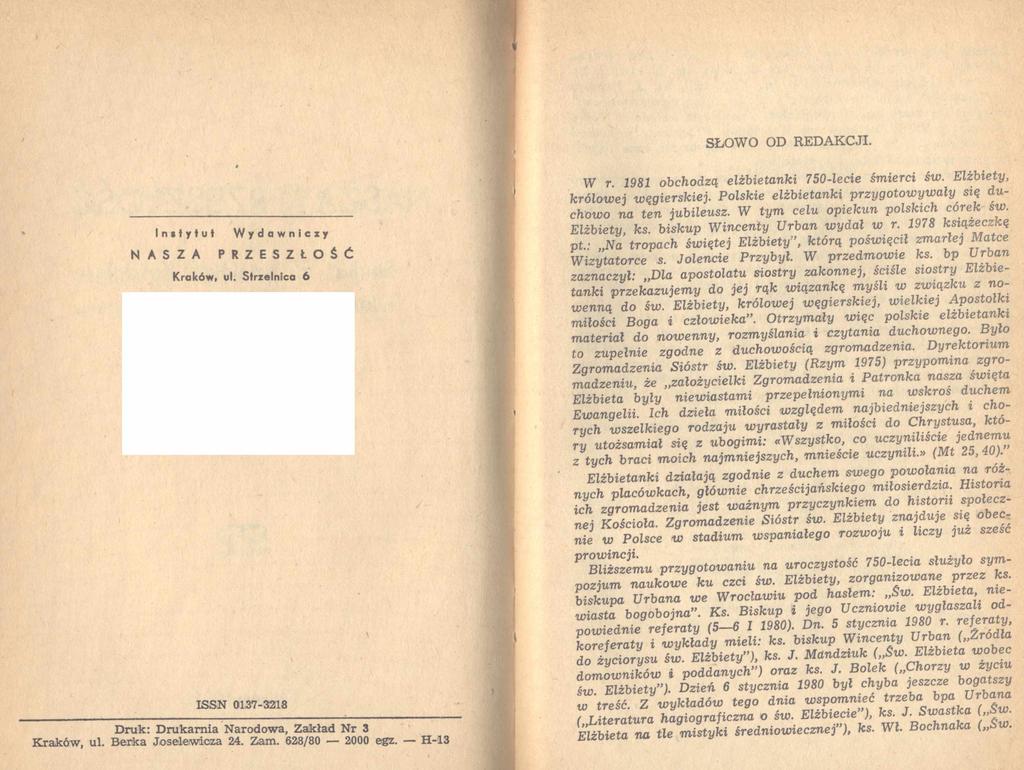 Instytut Wydawniczy
NASZA PRZESZŁOŚĆ
Kraków, ul. Strzelnica 6
ISSN 0137-3218
Druk: Drukarnia Narodowa, Zakład Nr 3
Kraków, ul. Berka Joselewicza 24. Zam. 628/80 — 2000 egz. — H-13
SŁOWO OD REDAKCJI.
W r. 1981 obchodzą elżbietanki 750-lecie śmierci św. Elżbiety,
królowej węgierskiej. Polskie elżbietanki przygotowywały się du-
chowo na ten jubileusz. W tym celu opiekun polskich córek św.
Elżbiety, ks. biskup Wincenty Urban wydał w r. 1978 książeczkę
pt.: „Na tropach świętej Elżbiety", którą poświęcił zmarłej Matce
Wizytatorce s. Jolencie Przybył. W przedmowie ks. bp Urban
zaznaczył: „Dla apostolatu siostry zakonnej, ściśle siostry Elżbie-
tanki przekazujemy do jej rąk wiązankę myśli w związku z no-
wenną do św. Elżbiety, królowej węgierskiej, wielkiej Apostołki
miłości Boga i człowieka". Otrzymały więc polskie elżbietanki
materiał do nowenny, rozmyślania i czytania duchownego. Było
to zupełnie zgodne z duchowością zgromadzenia. Dyrektorium
Zgromadzenia Sióstr św. Elżbiety (Rzym 1975) przypomina zgro-
madzeniu, że „założycielki Zgromadzenia i Patronka nasza święta
Elżbieta były niewiastami przepełnionymi na wskroś duchem
Ewangelii. Ich dzieła miłości względem najbiedniejszych i cho-
rych wszelkiego rodzaju wyrastały z miłości do Chrystusa, któ-
ry utożsamiał się z ubogimi: «Wszystko, co uczyniliście jednemu
z tych braci moich najmniejszych, mnieście uczynili.» (Mt 25, 40)."
Elżbietanki działają zgodnie z duchem swego powołania na róż-
nych placówkach, głównie chrześcijańskiego miłosierdzia. Historia
ich zgromadzenia jest ważnym przyczynkiem do historii społecz-
nej Kościoła. Zgromadzenie Sióstr św. Elżbiety znajduje się obec-
nie w Polsce w stadium wspaniałego rozwoju i liczy już sześć
prowincji.
Bliższemu przygotowaniu na uroczystość 750-lecia służyło sym-
pozjum naukowe ku czci św. Elżbiety, zorganizowane przez ks.
biskupa Urbana we Wrocławiu pod hasłem: „Św. Elżbieta, nie-
wiasta bogobojna". Ks. Biskup i jego Uczniowie wygłaszali od-
powiednie referaty (5—6 I 1980). Dn. 5 stycznia 1980 r. referaty,
koreferaty i wykłady mieli: ks. biskup Wincenty Urban („Źródła
do życiorysu św. Elżbiety"), ks. J. Mandziuk („Św. Elżbieta wobec
domowników i poddanych") oraz ks. J. Bolek („Chorzy w życiu
św. Elżbiety"). Dzień 6 stycznia 1980 był chyba jeszcze bogatszy
w treść. Z wykładów tego dnia wspomnieć trzeba bpa Urbana
(„Literatura hagiograficzna o św. Elżbiecie"), ks. J. Swastka („Św.
Elżbieta na tle mistyki średniowiecznej"), ks. Wł. Bochnaka („Św.